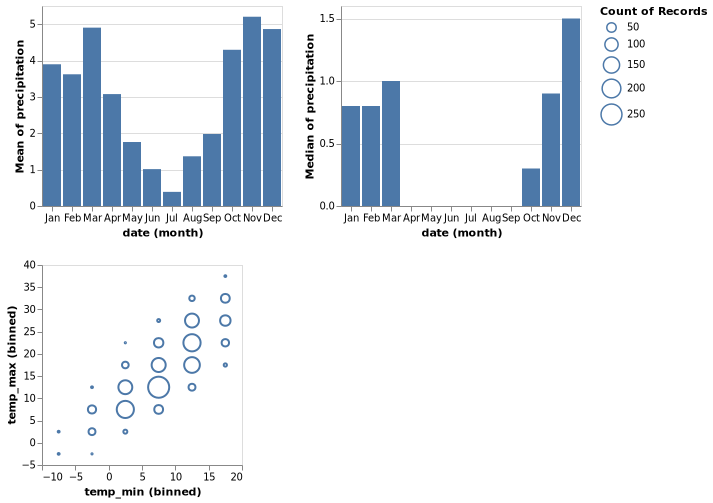 Mean of precipitation
5
4
3
2
1
0
Jan Feb Mar Apr May Jun Jul Aug Sep Oct Nov Dec
date (month)
Median of precipitation
1.5
1.0
0.5
0.0
Jan Feb Mar Apr May Jun Jul Aug Sep Oct Nov Dec
date (month)
Count of Records
50
100
150
200
250
temp_max (binned)
40
35
30
25
20
15
10
5
0
−5
−10 −5 0 5 10 15 20
temp_min (binned)